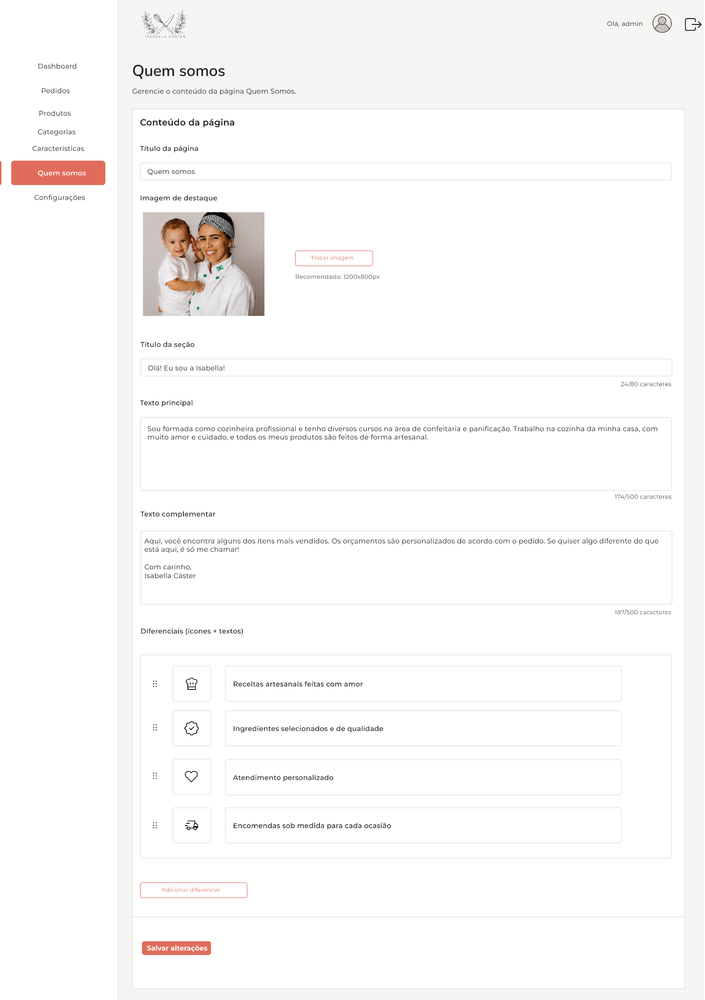 ISABELLA CASTER
Olá, admin
Dashboard
Pedidos
Produtos
Categorias
Características
Quem somos
Configurações
Quem somos
Gerencie o conteúdo da página Quem Somos.
Conteúdo da página
Título da página
Quem somos
Imagem de destaque
Trocar imagem
Recomendado: 1200x800px
Título da seção
Olá! Eu sou a Isabella!
24/80 caracteres
Texto principal
Sou formada como cozinheira profissional e tenho diversos cursos na área de confeitaria e panificação. Trabalho na cozinha da minha casa, com
muito amor e cuidado, e todos os meus produtos são feitos de forma artesanal.
174/500 caracteres
Texto complementar
Aqui, você encontra alguns dos itens mais vendidos. Os orçamentos são personalizados de acordo com o pedido. Se quiser algo diferente do que
está aqui, é só me chamar!
Com carinho,
Isabella Cáster
187/500 caracteres
Diferenciais (ícones + textos)
Receitas artesanais feitas com amor
Ingredientes selecionados e de qualidade
Atendimento personalizado
Encomendas sob medida para cada ocasião
Adicionar diferencial
Salvar alterações